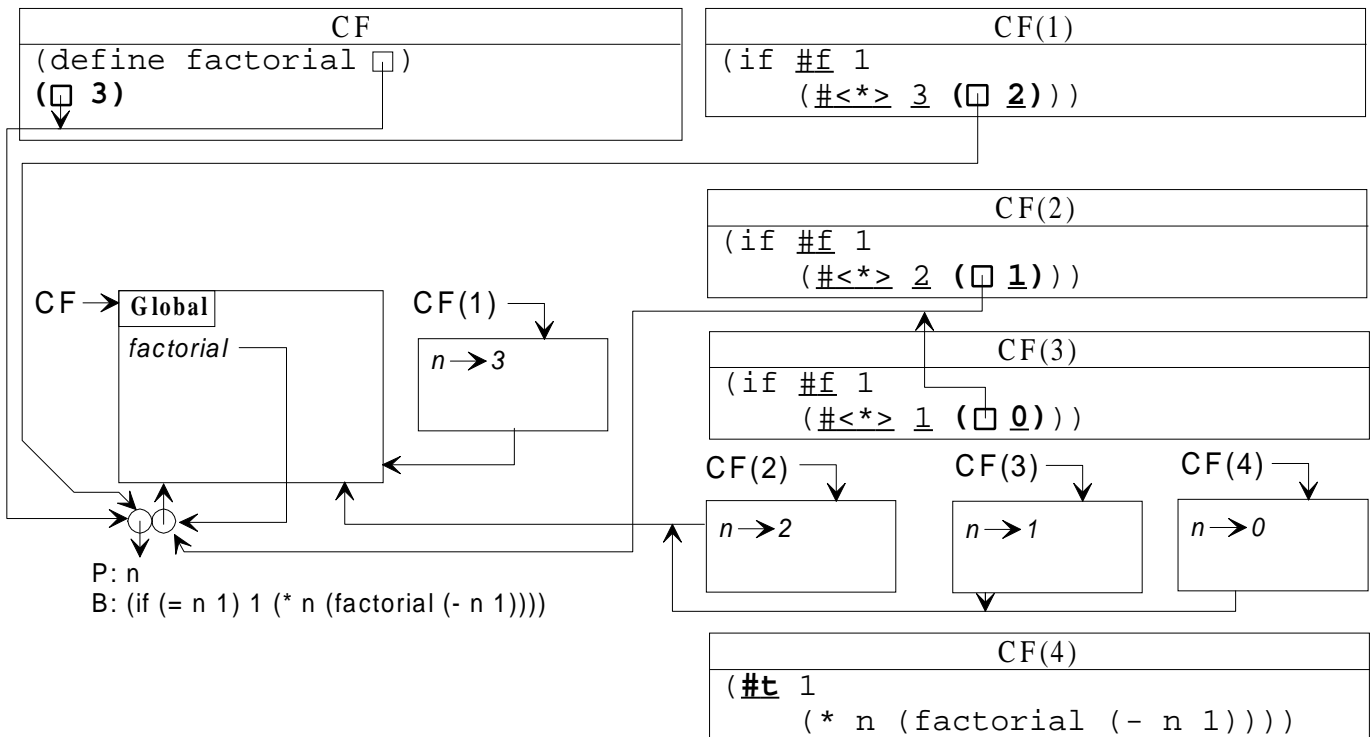 CF
(define factorial □)
(□ 3)
CF(1)
(if #f 1
(#<*> 3 (□ 2)))
CF(2)
(if #f 1
(#<*> 2 (□ 1)))
CF(3)
(if #f 1
(#<*> 1 (□ 0)))
CF
Global
factorial
CF(1)
n→3
CF(2)
n→2
CF(3)
n→1
CF(4)
n→0
P: n
B: (if (= n 1) 1 (* n (factorial (- n 1))))
CF(4)
(#t 1
(* n (factorial (- n 1))))